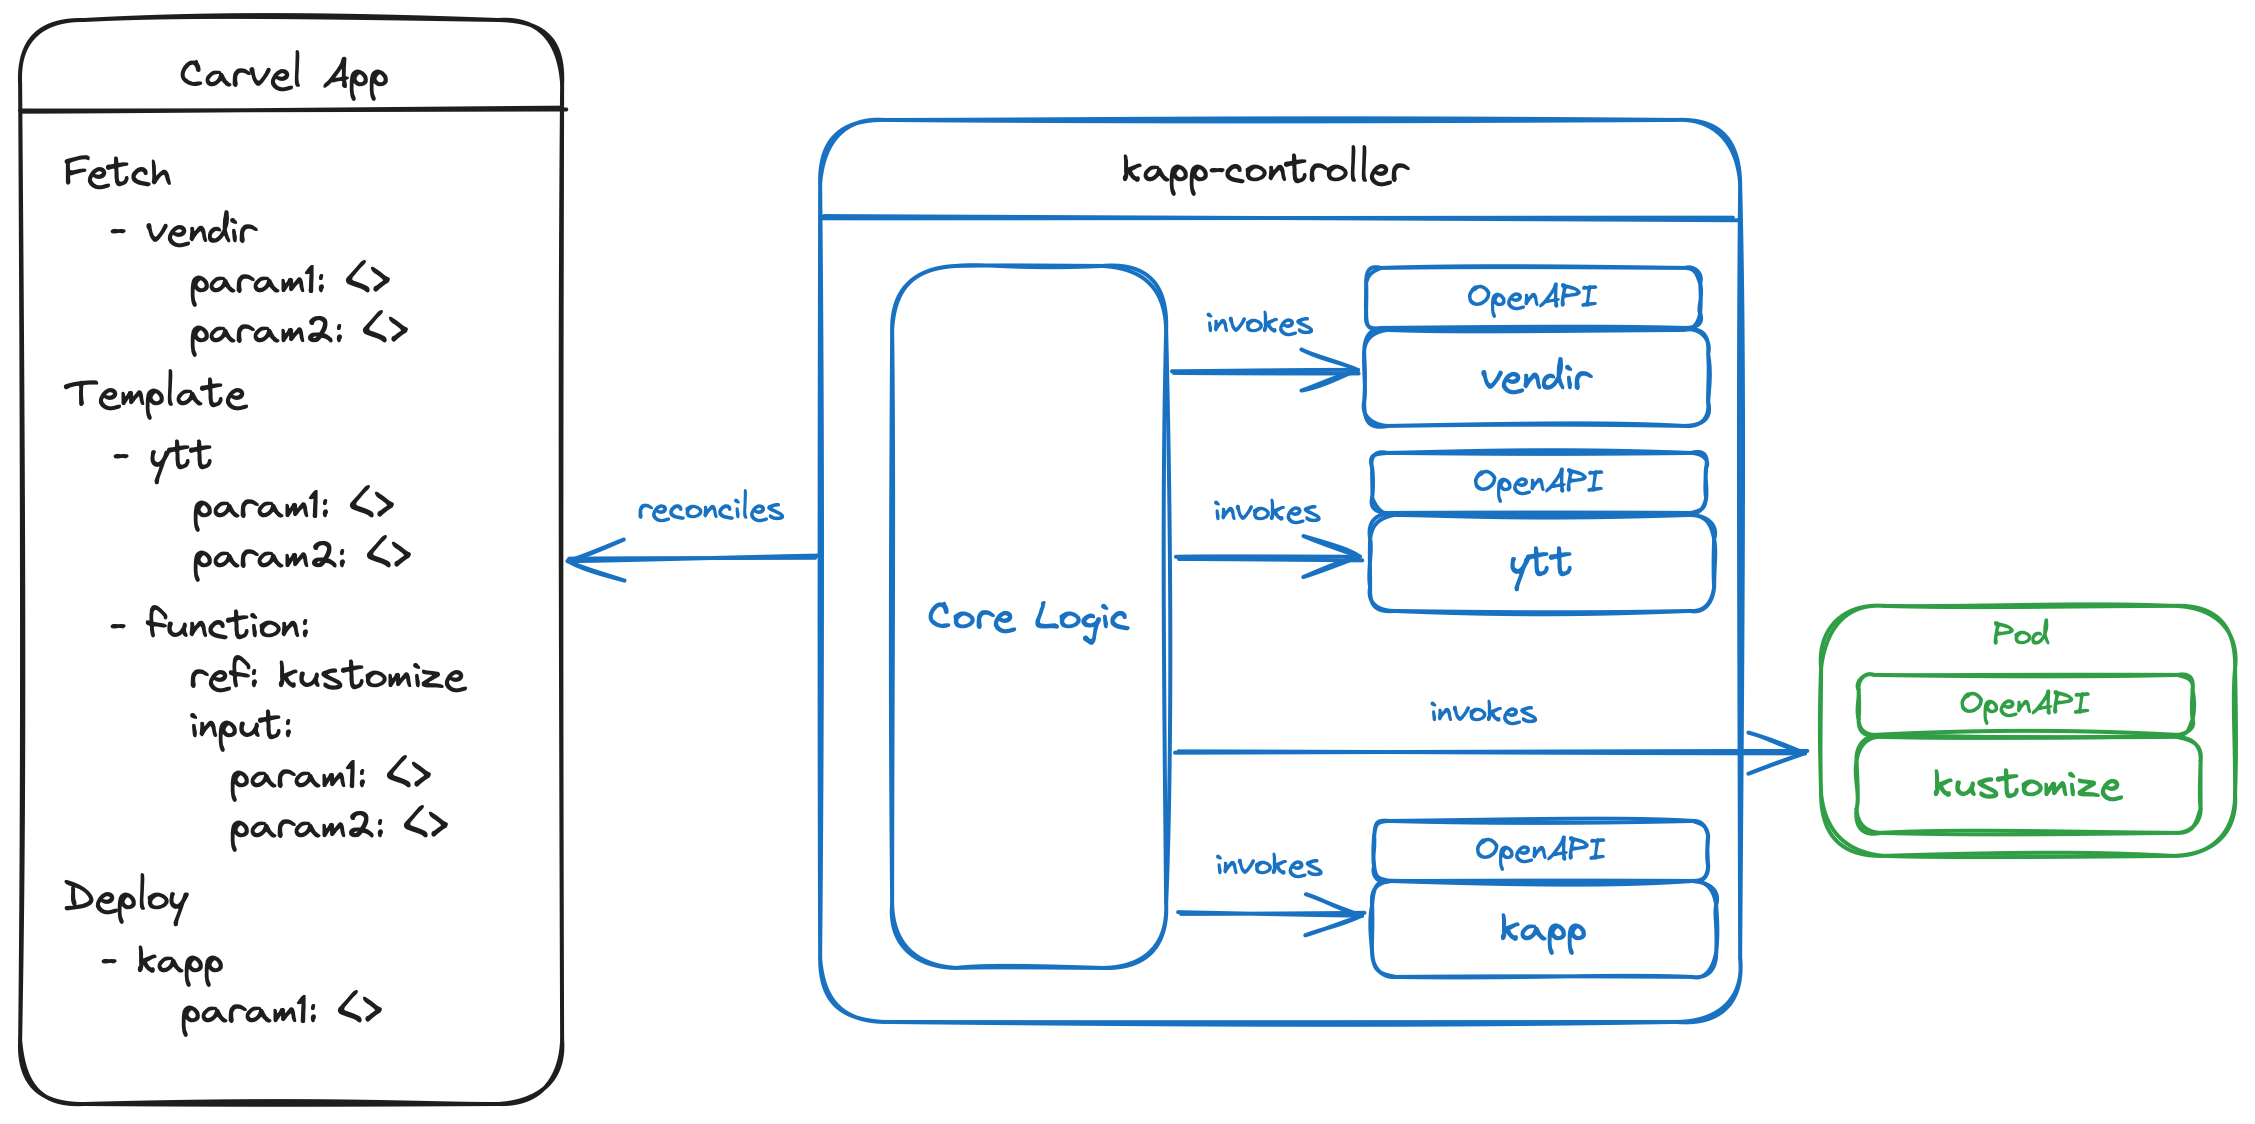 Carvel App
Fetch
- vendir
param1: <>
param2: <>
Template
- ytt
param1: <>
param2: <>
- function:
ref: kustomize
input:
param1: <>
param2: <>
Deploy
- kapp
param1: <>
reconciles
kapp-controller
Core Logic
invokes
OpenAPI
vendir
invokes
OpenAPI
ytt
invokes
invokes
OpenAPI
kapp
Pod
OpenAPI
kustomize